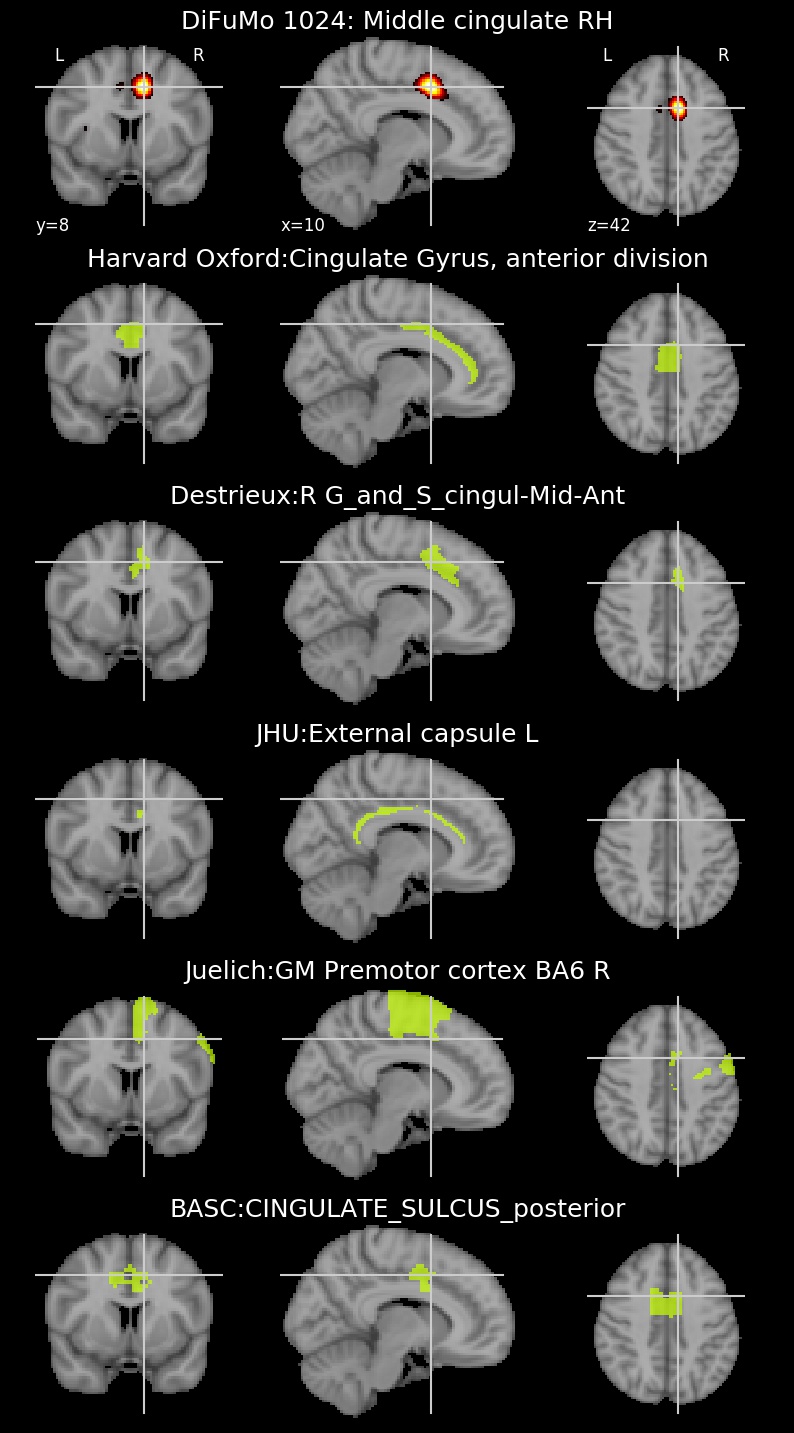 DiFuMo 1024: Middle cingulate RH
L R L R
y=8 x=10 z=42
Harvard Oxford:Cingulate Gyrus, anterior division
Destrieux:R G_and_S_cingul-Mid-Ant
JHU:External capsule L
Juelich:GM Premotor cortex BA6 R
BASC:CINGULATE_SULCUS_posterior